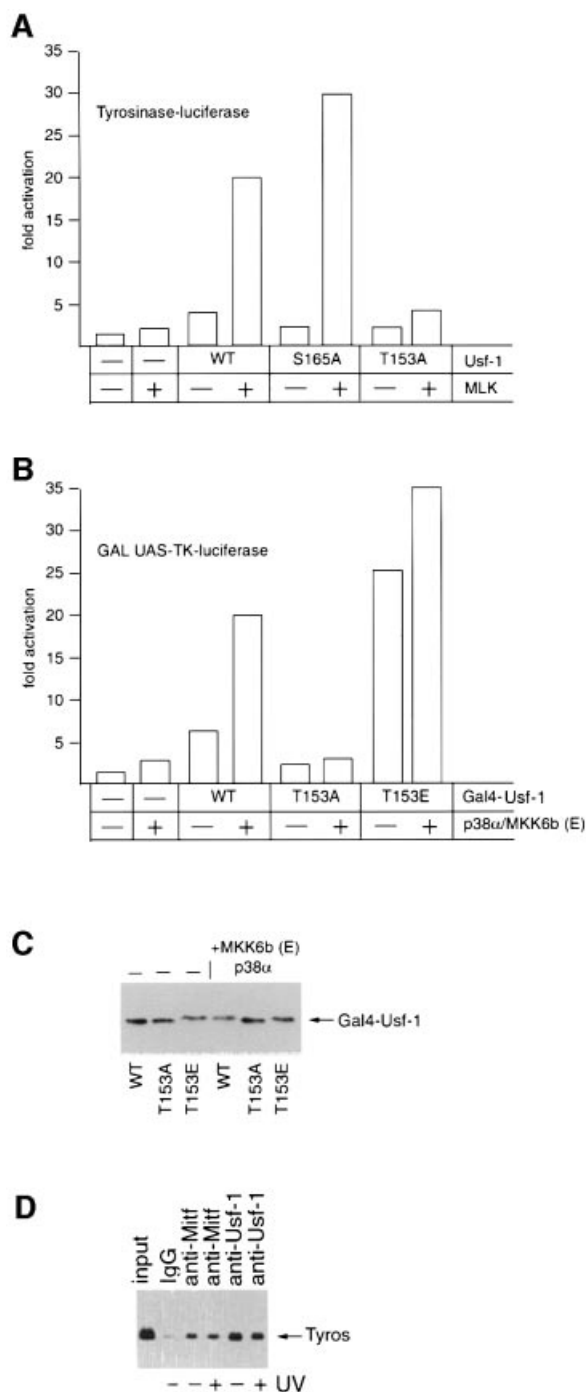 A
35
30
25
20
15
10
5
fold activation
Tyrosinase-luciferase
— — WT S165A T153A Usf-1
— + — + — + — + MLK
B
35
30
25
20
15
10
5
fold activation
GAL UAS-TK-luciferase
— — WT T153A T153E Gal4-Usf-1
— + — + — + — + p38α/MKK6b (E)
C
+MKK6b (E)
— — — | p38α
Gal4-Usf-1
WT T153A T153E WT T153A T153E
D
input IgG anti-Mitf anti-Mitf anti-Usf-1 anti-Usf-1
Tyros
– – + – + UV